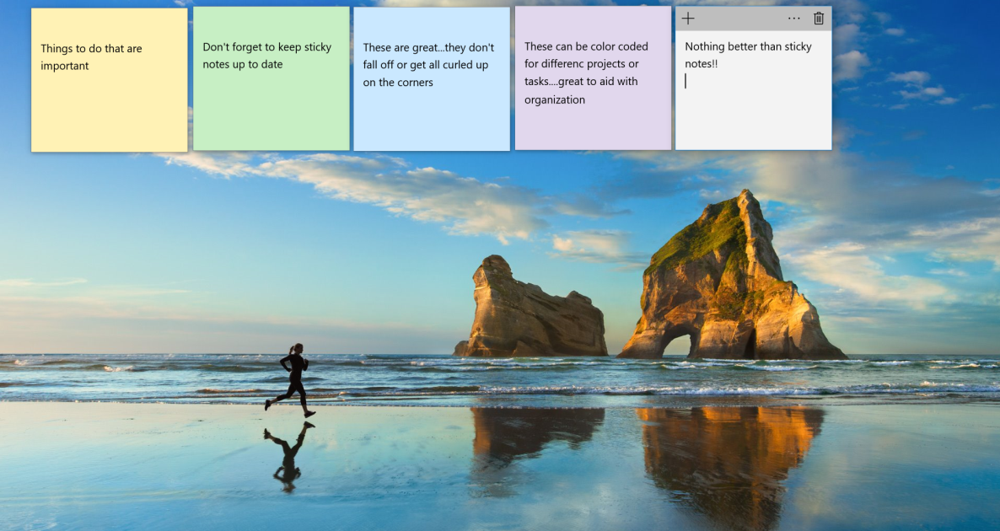 Things to do that are
important
Don't forget to keep sticky
notes up to date
These are great...they don't
fall off or get all curled up
on the corners
These can be color coded
for differenc projects or
tasks....great to aid with
organization
Nothing better than sticky
notes!!